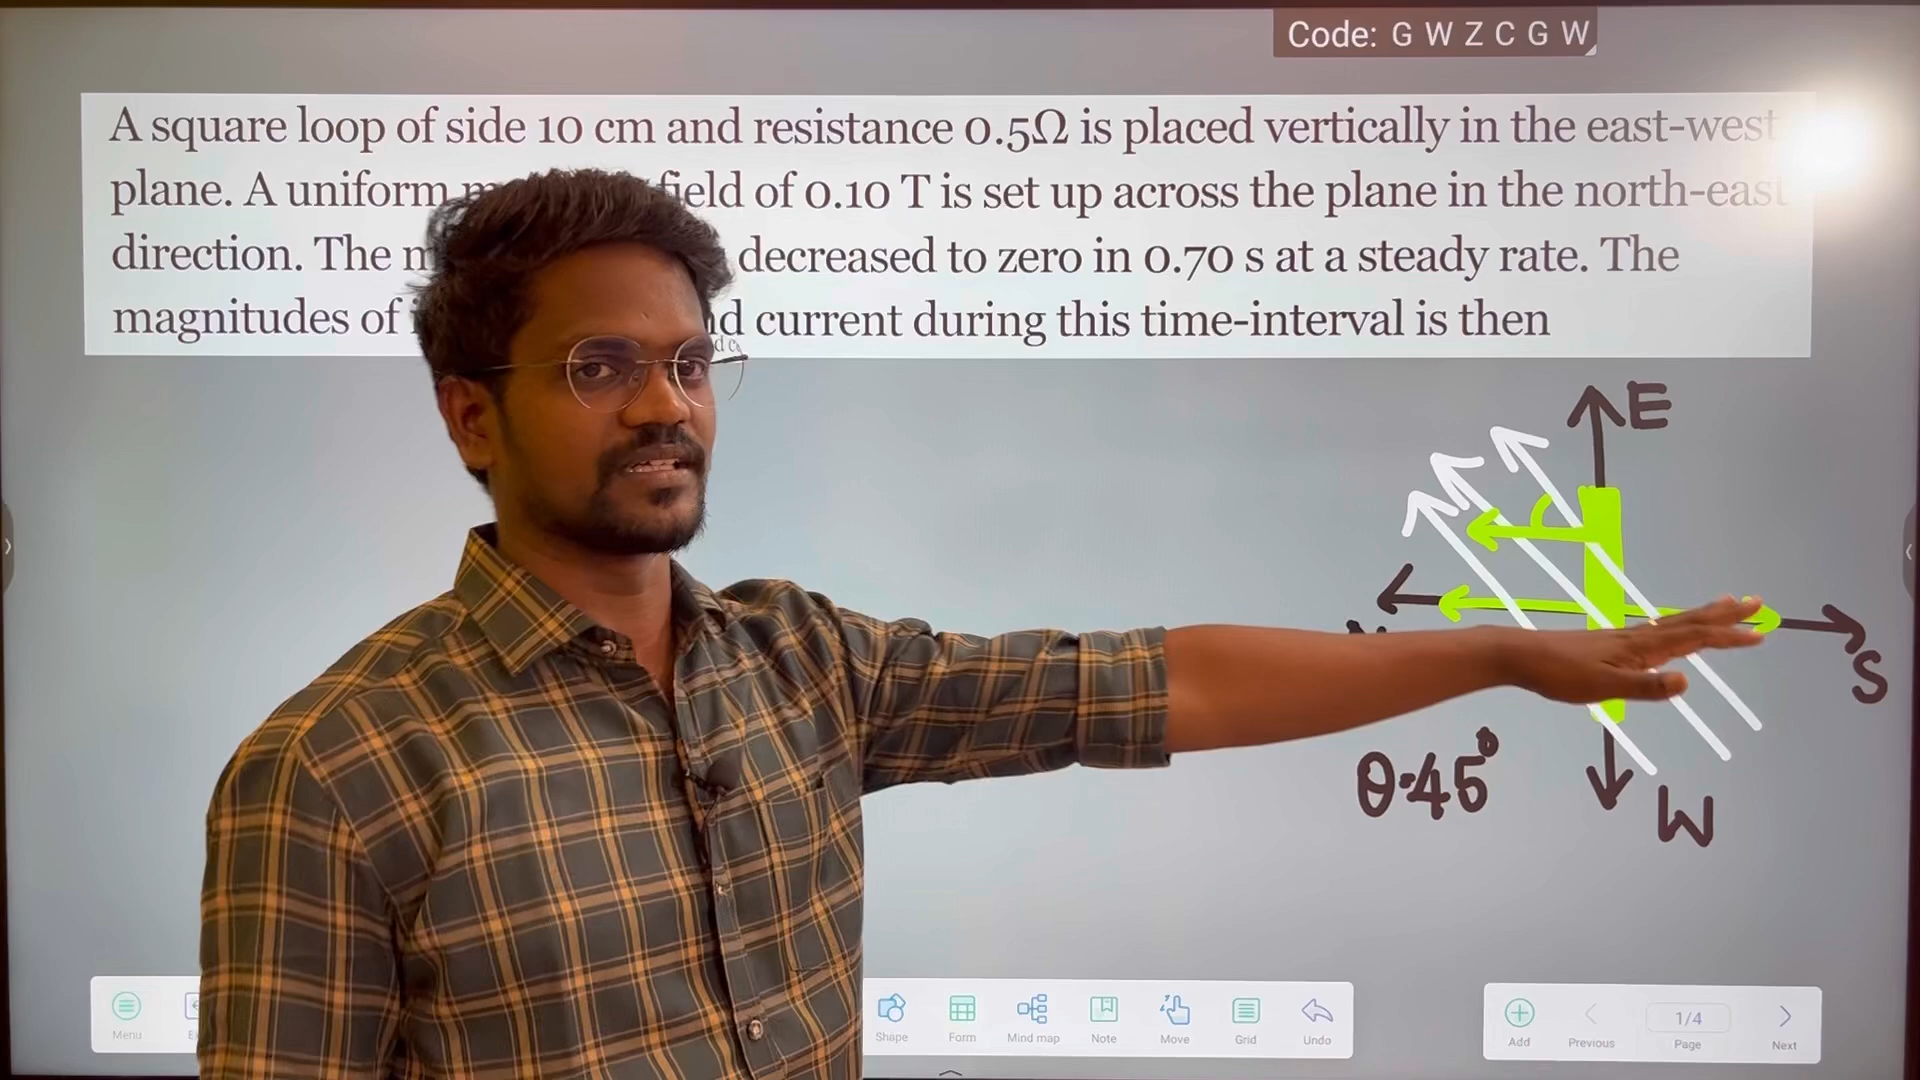 Code: G W Z C G W
A square loop of side 10 cm and resistance 0.5Ω is placed vertically in the east-west
plane. A uniform field of 0.10 T is set up across the plane in the north-east
direction. The decreased to zero in 0.70 s at a steady rate. The
magnitudes of current during this time-interval is then
E
S
θ=45°
W
Menu
Shape
Form
Mind map
Note
Move
Grid
Undo
Add
Previous
1/4
Page
Next